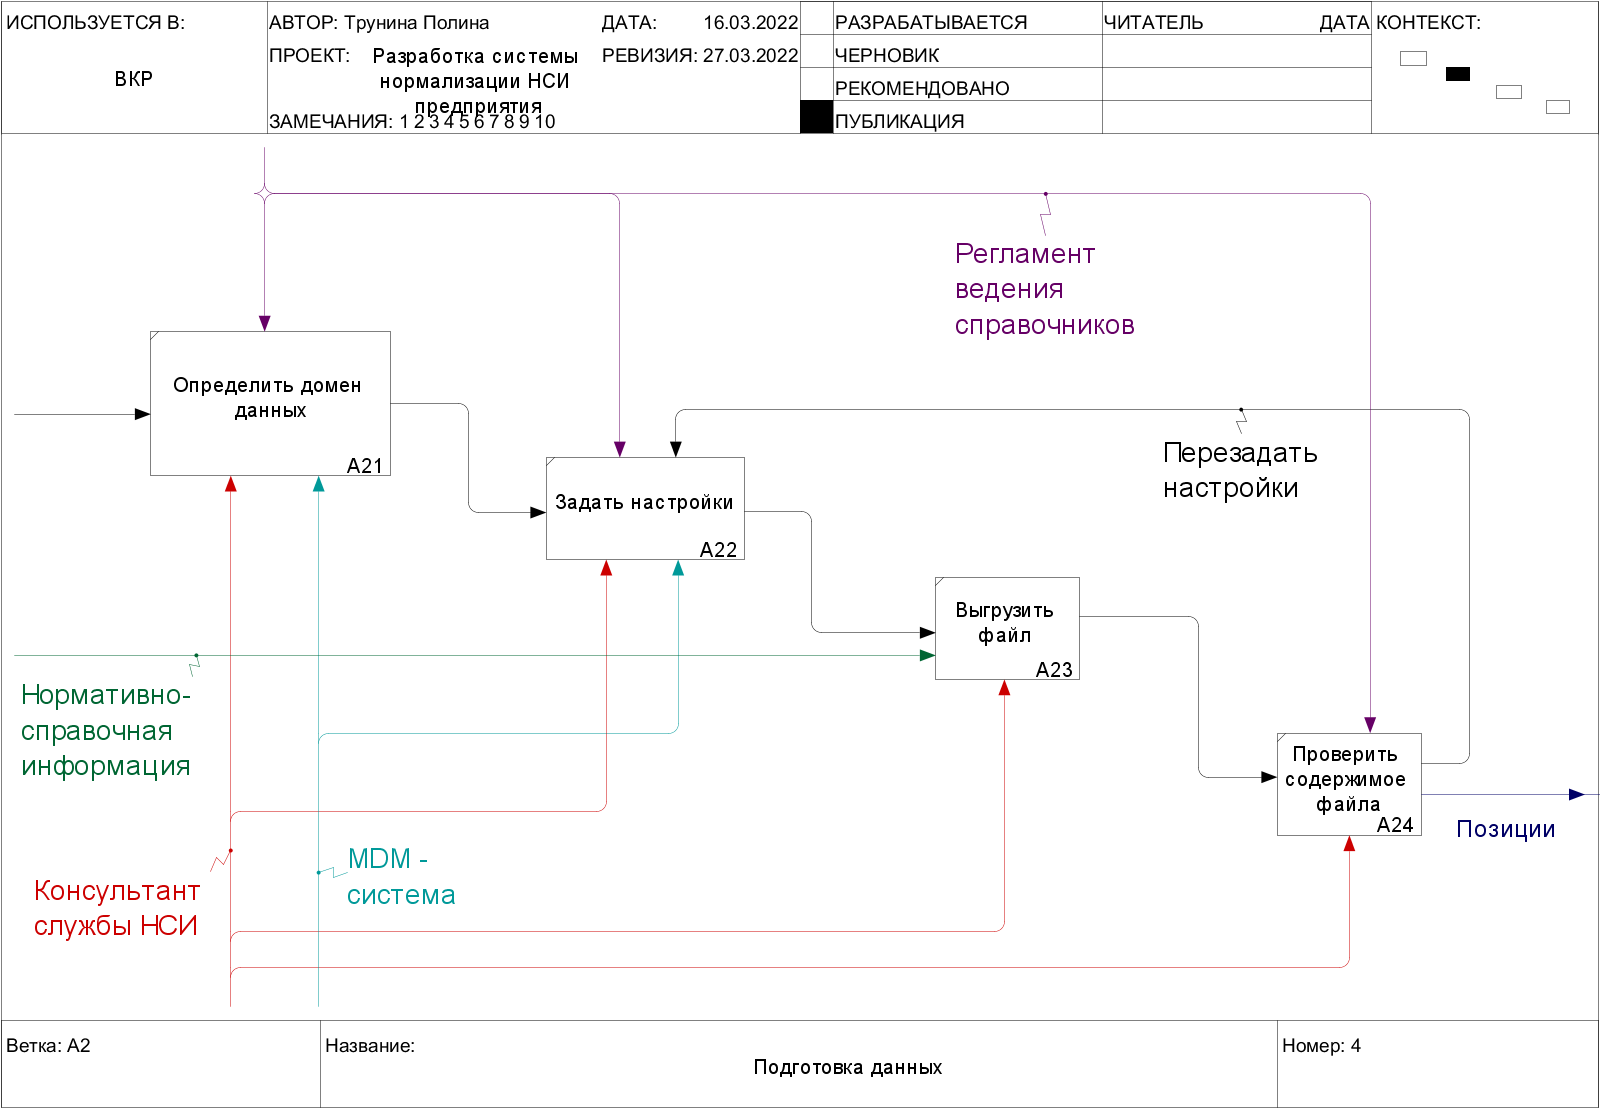 ИСПОЛЬЗУЕТСЯ В:
ВКР
АВТОР: Трунина Полина
ДАТА: 16.03.2022
ПРОЕКТ: Разработка системы
нормализации НСИ
предприятия
РЕВИЗИЯ: 27.03.2022
ЗАМЕЧАНИЯ: 1 2 3 4 5 6 7 8 9 10
РАЗРАБАТЫВАЕТСЯ
ЧЕРНОВИК
РЕКОМЕНДОВАНО
ПУБЛИКАЦИЯ
ЧИТАТЕЛЬ
ДАТА
КОНТЕКСТ:
Регламент
ведения
справочников
Определить домен
данных
A21
Перезадать
настройки
Задать настройки
A22
Выгрузить
файл
A23
Нормативно-
справочная
информация
Проверить
содержимое
файла
A24
Позиции
MDM -
система
Консультант
службы НСИ
Ветка: A2
Название:
Подготовка данных
Номер: 4